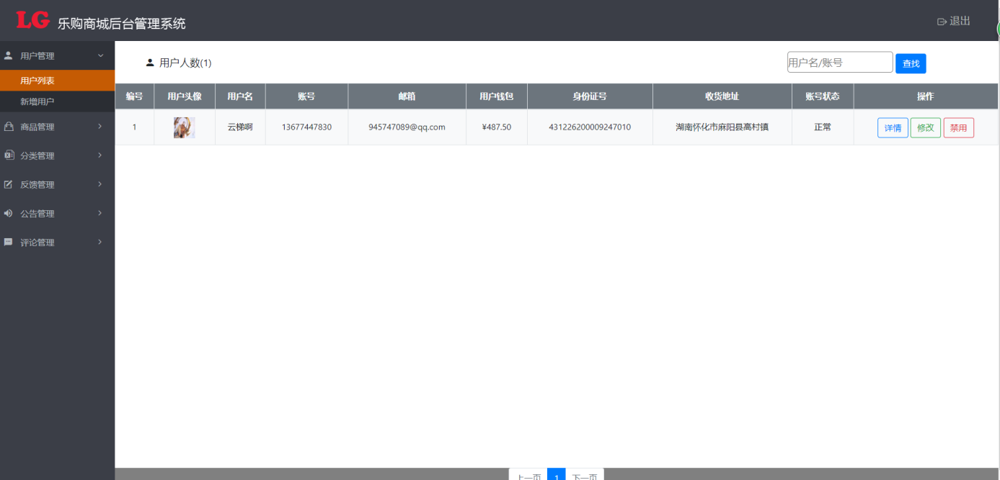 LG 乐购商城后台管理系统
退出
用户管理
用户列表
新增用户
商品管理
分类管理
反馈管理
公告管理
评论管理
用户人数(1)
用户名/账号 查找
编号 用户头像 用户名 账号 邮箱 用户钱包 身份证号 收货地址 账号状态 操作
1 云梯啊 13677447830 945747089@qq.com ¥487.50 431226200009247010 湖南怀化市麻阳县高村镇 正常 详情 修改 禁用
上一页 1 下一页